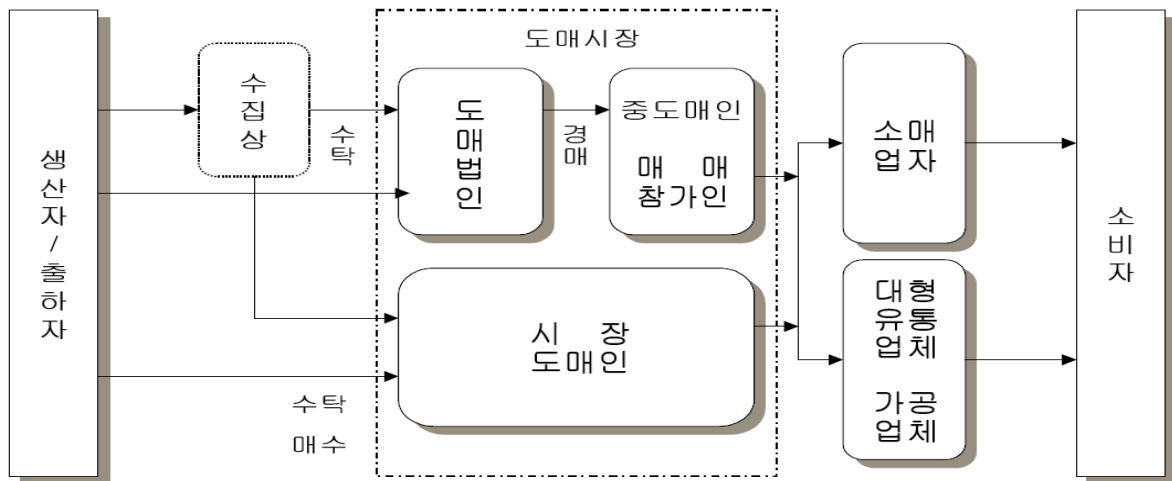 생산자/출하자
수집상
수탁
도매시장
도매법인
경매
중도매인
매 매
참가인
시 장
도매인
수탁
매수
소매
업자
대형
유통
업체
가공
업체
소비자